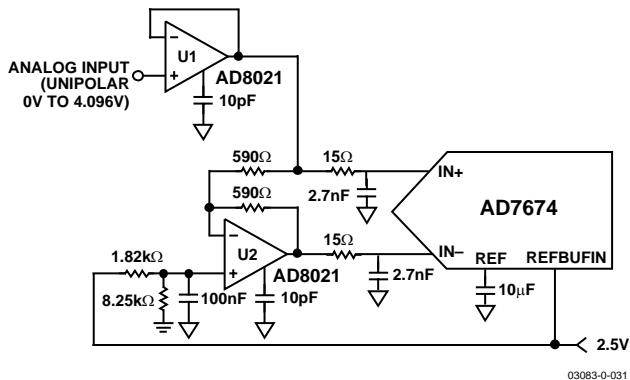 U1
ANALOG INPUT
(UNIPOLAR
0V TO 4.096V)
AD8021
10pF
590Ω
15Ω
IN+
590Ω
2.7nF
AD7674
U2
15Ω
IN–
1.82kΩ
AD8021
REF
REFBUFIN
8.25kΩ
100nF
10pF
2.7nF
10µF
2.5V
03083-0-031